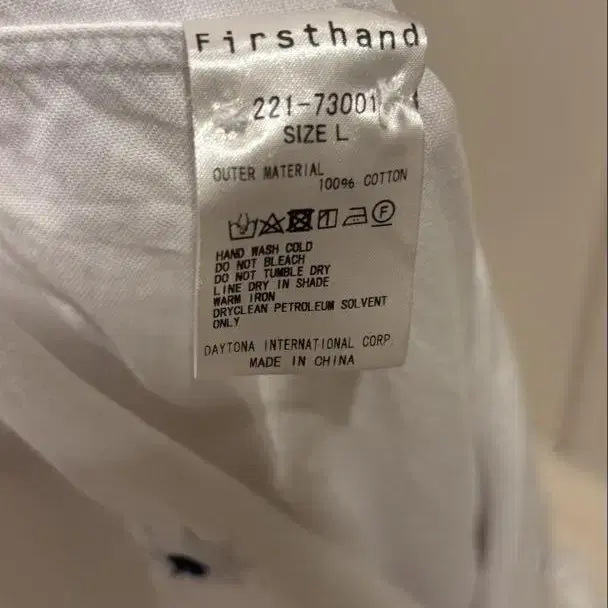 Firsthand
221-73001
SIZE L
OUTER MATERIAL
100% COTTON
F
HAND WASH COLD
DO NOT BLEACH
DO NOT TUMBLE DRY
LINE DRY IN SHADE
WARM IRON
DRYCLEAN PETROLEUM SOLVENT
ONLY
DAYTONA INTERNATIONAL CORP.
MADE IN CHINA